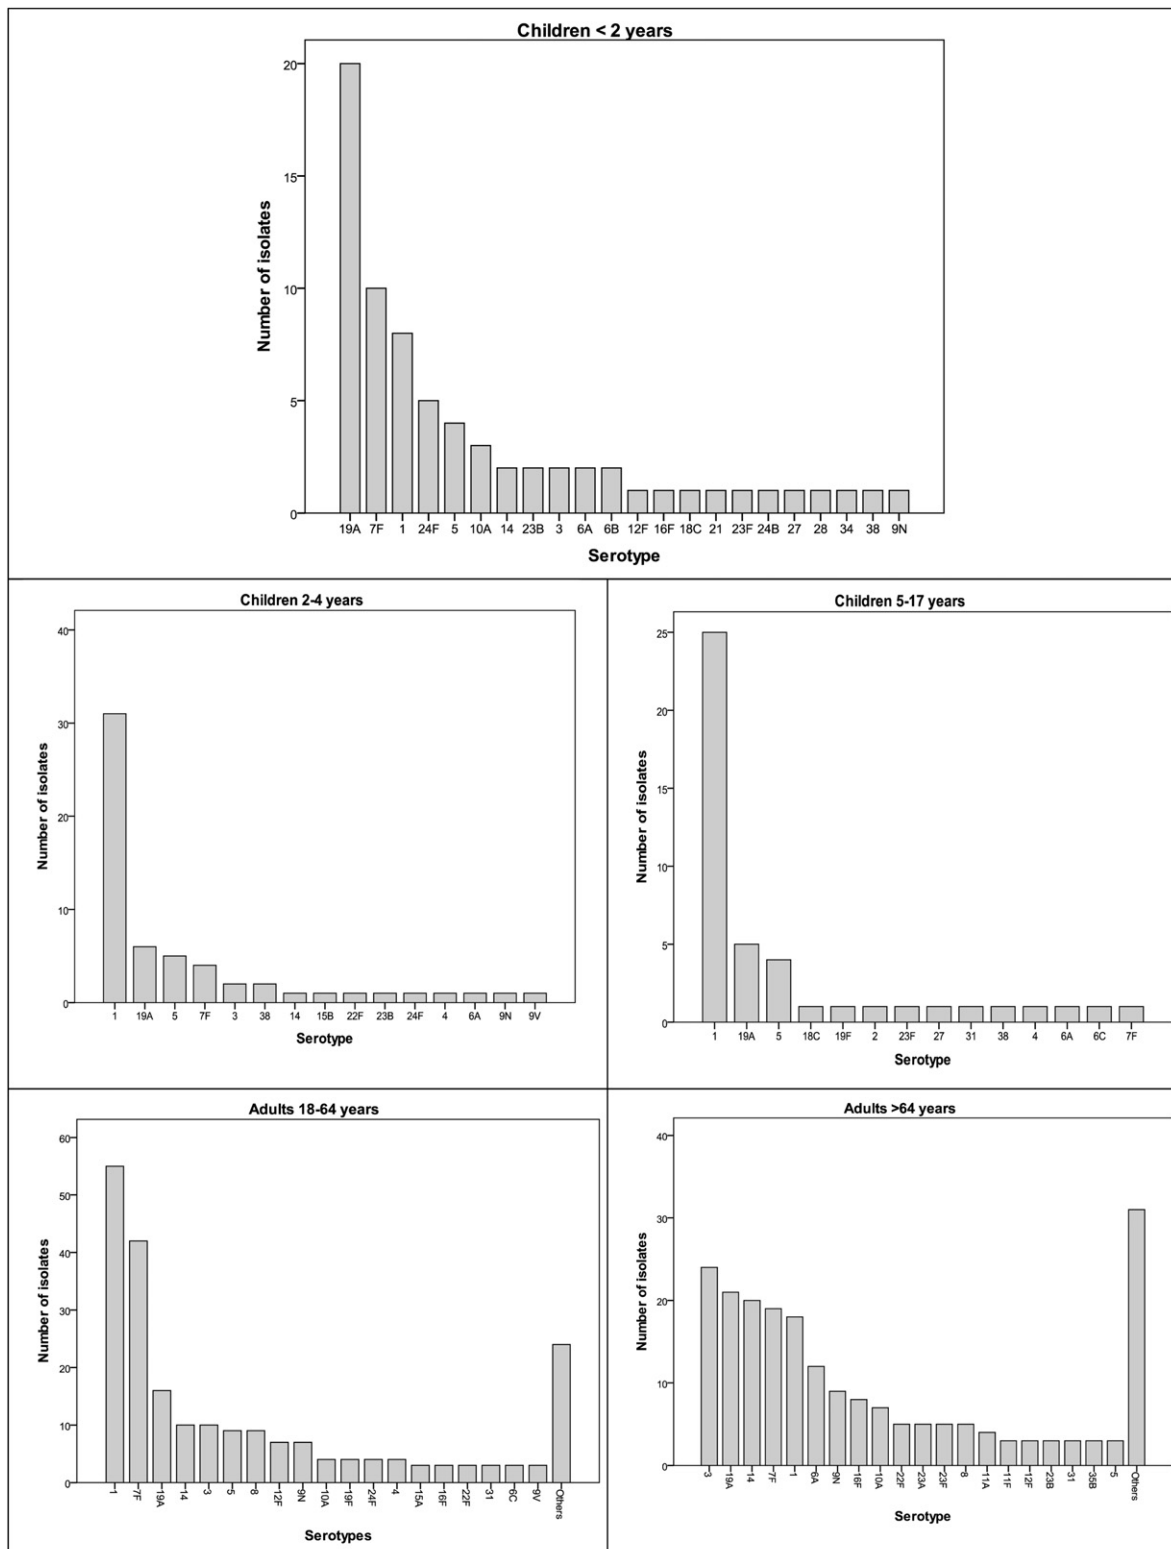 Children < 2 years
Number of isolates
20
15
10
5
0
19A 7F 1 24F 5 10A 14 23B 3 6A 6B 12F 16F 18C 21 23F 24B 27 28 34 38 9N
Serotype
Children 2-4 years
Number of isolates
40
30
20
10
0
1 19A 5 7F 3 38 14 15B 22F 23B 24F 4 6A 9N 9V
Serotype
Children 5-17 years
Number of isolates
25
20
15
10
5
0
1 19A 5 18C 19F 2 23F 27 31 38 4 6A 6C 7F
Serotype
Adults 18-64 years
Number of isolates
60
50
40
30
20
10
0
1 7F 19A 14 3 5 8 12F 9N 10A 19F 24F 4 15A 16F 22F 31 6C 9V Others
Serotypes
Adults >64 years
Number of isolates
40
30
20
10
0
3 19A 14 7F 1 6A 9N 16F 10A 22F 23A 23F 8 11A 11F 12F 23B 31 35B 5 Others
Serotype